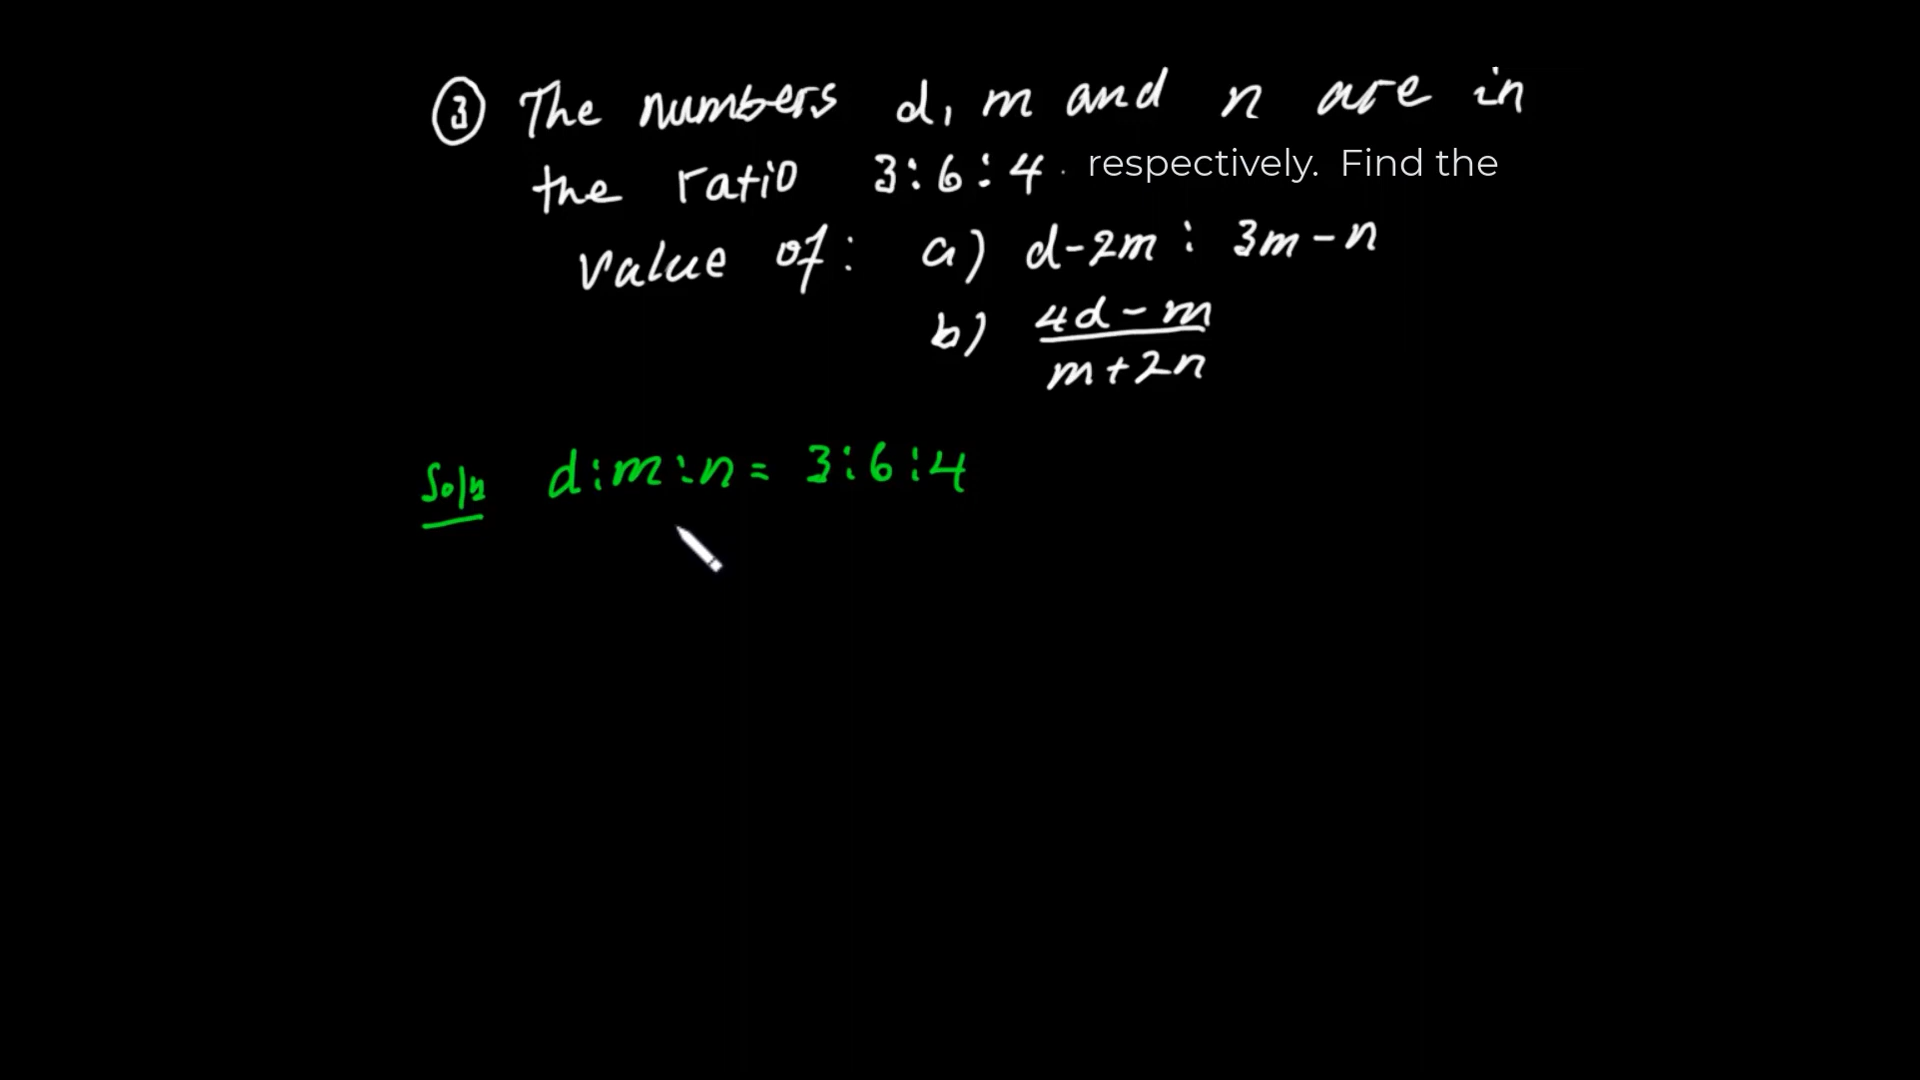 ③ The numbers d, m and n are in
the ratio 3:6:4. respectively. Find the
value of: a) d-2m : 3m-n
b) 4d-m
m+2n
Soln d:m:n = 3:6:4